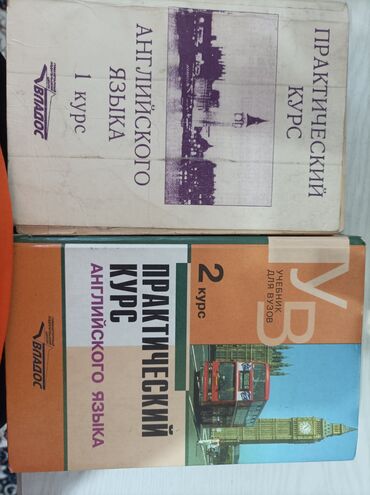 ПРАКТИЧЕСКИЙ
КУРС
АНГЛИЙСКОГО
ЯЗЫКА
1 курс
ВЛАДОС
УВ
УЧЕБНИК
ДЛЯ ВУЗОВ
2 курс
ПРАКТИЧЕСКИЙ
КУРС
АНГЛИЙСКОГО ЯЗЫКА
ВЛАДОС